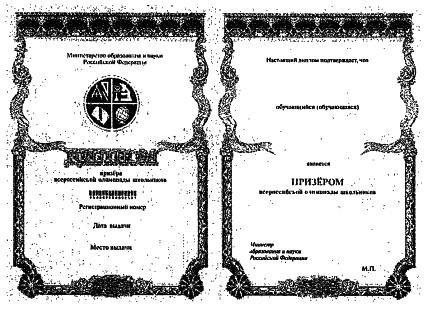 Министерство образования и науки
Российской Федерации
призёра
всероссийской олимпиады школьников
Регистрационный номер
Дата выдачи
Место выдачи
Настоящий диплом подтверждает, что
обучающийся (обучающаяся)
является
ПРИЗЁРОМ
всероссийской олимпиады школьников
Министр
образования и науки
Российской Федерации
М.П.